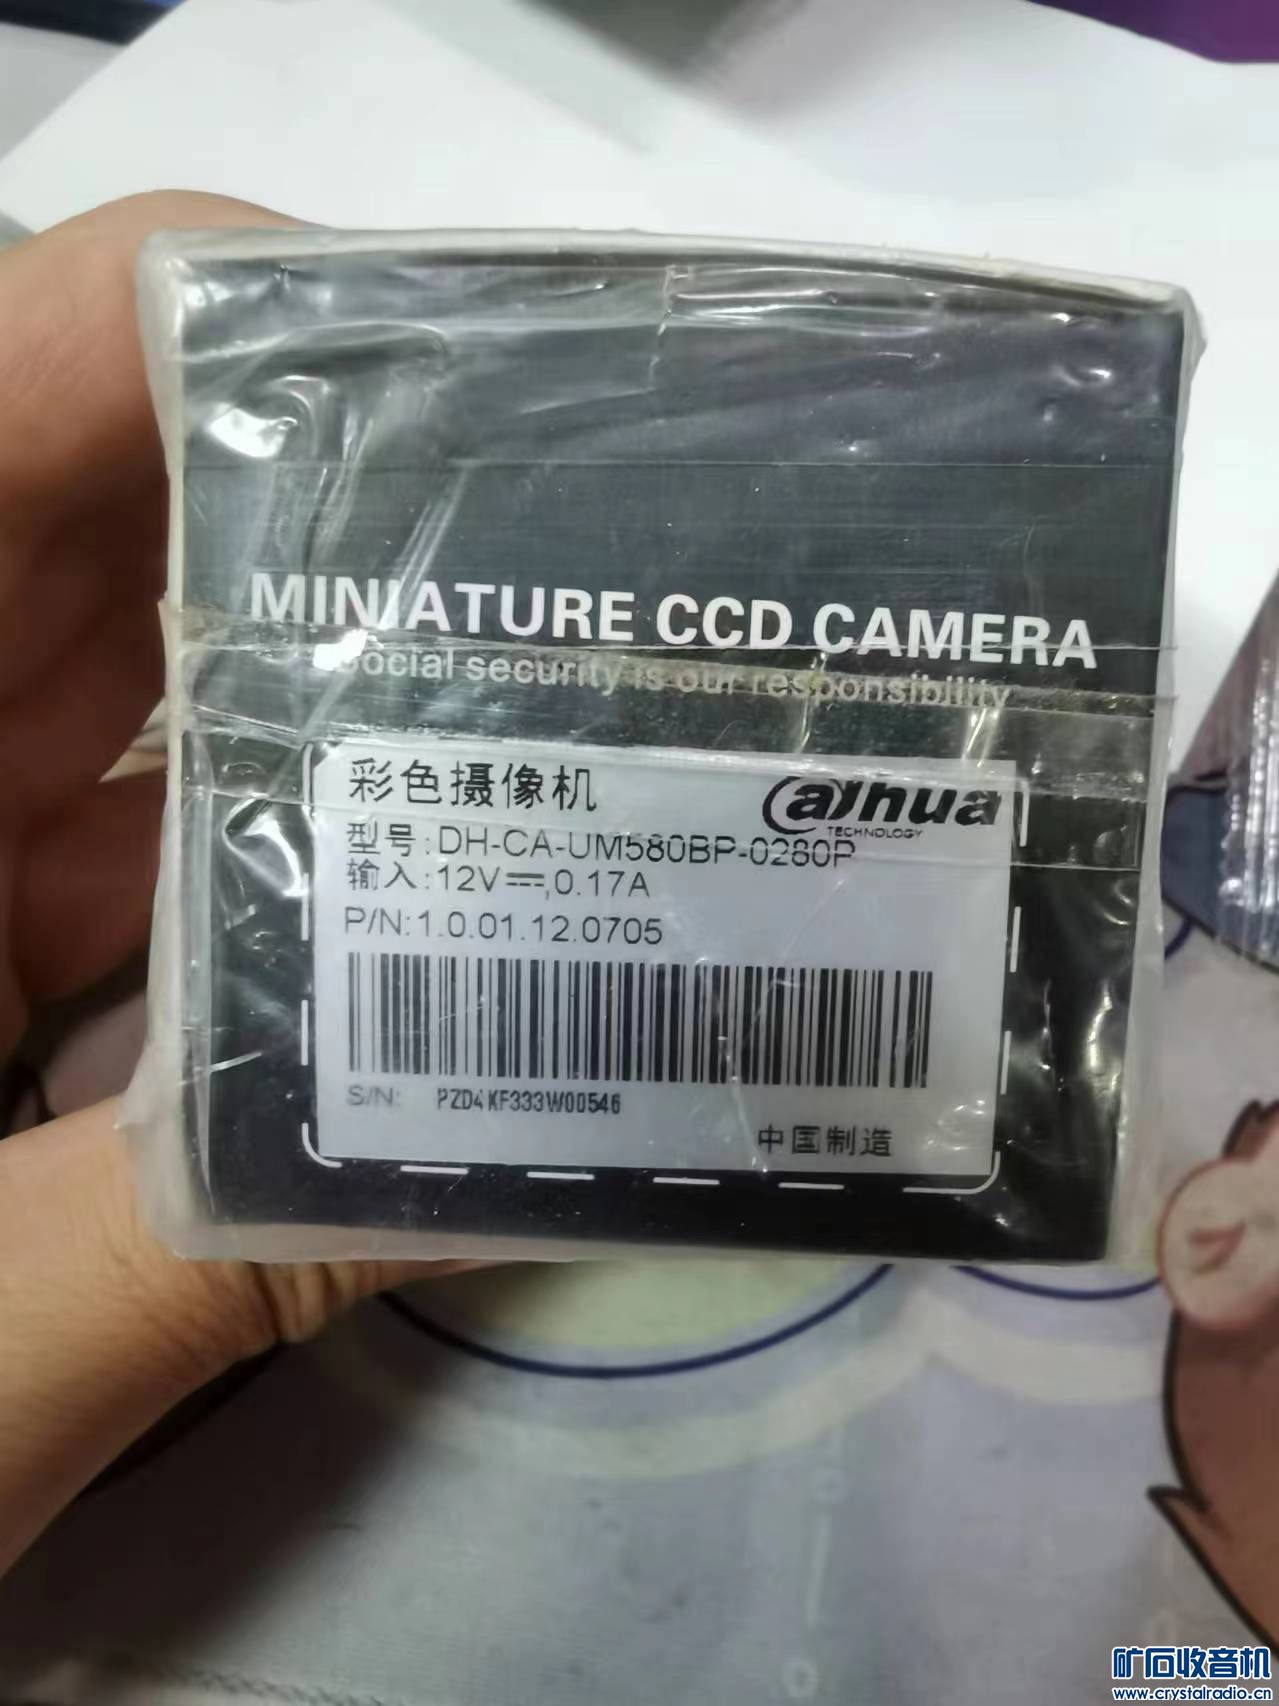 MINIATURE CCD CAMERA
Social security is our responsibility
彩色摄像机
alhua
TECHNOLOGY
型号:DH-CA-UM580BP-0280P
输入:12V⎓,0.17A
P/N:1.0.01.12.0705
S/N: PZD4KF333W00546
中国制造
矿石收音机
www.crystalradio.cn